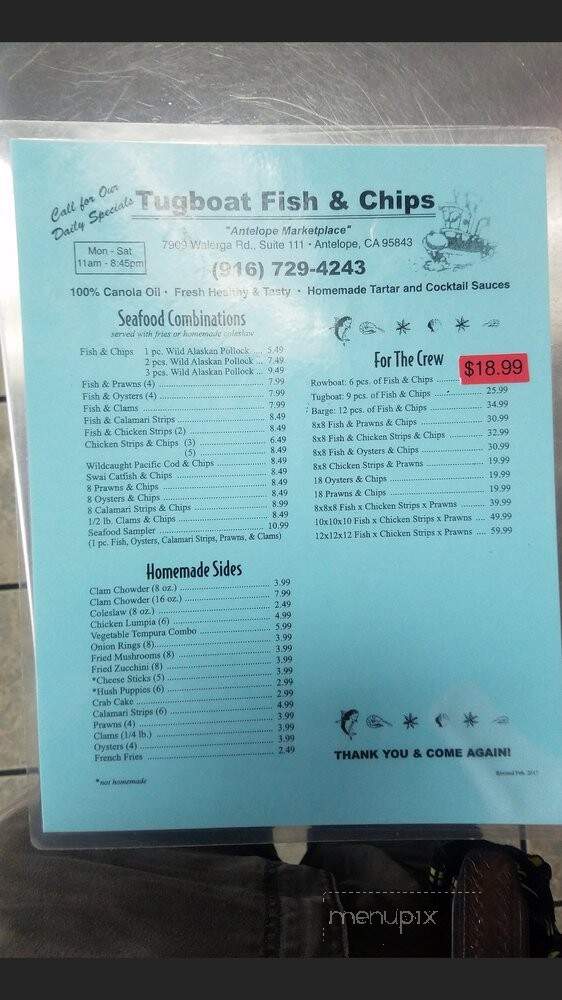 Call for Our
Daily Specials
Tugboat Fish & Chips
"Antelope Marketplace"
7909 Walerga Rd., Suite 111 · Antelope, CA 95843
Mon - Sat
11am - 8:45pm
(916) 729-4243
100% Canola Oil · Fresh Healthy & Tasty · Homemade Tartar and Cocktail Sauces
Seafood Combinations
served with fries or homemade coleslaw
Fish & Chips 1 pc. Wild Alaskan Pollock .... 5.49
2 pcs. Wild Alaskan Pollock ... 7.49
3 pcs. Wild Alaskan Pollock ... 9.49
Fish & Prawns (4) ........ 7.99
Fish & Oysters (4) ........ 7.99
Fish & Clams ........ 7.99
Fish & Calamari Strips ........ 8.49
Fish & Chicken Strips (2) ........ 8.49
Chicken Strips & Chips (3) ........ 6.49
(5) ........ 8.49
Wildcaught Pacific Cod & Chips ........ 8.49
Swai Catfish & Chips ........ 8.49
8 Prawns & Chips ........ 8.49
8 Oysters & Chips ........ 8.49
8 Calamari Strips & Chips ........ 8.99
1/2 lb. Clams & Chips ........ 8.49
Seafood Sampler ........ 10.99
(1 pc. Fish, Oysters, Calamari Strips, Prawns, & Clams)
Homemade Sides
Clam Chowder (8 oz.) ........ 3.99
Clam Chowder (16 oz.) ........ 7.99
Coleslaw (8 oz.) ........ 2.49
Chicken Lumpia (6) ........ 4.99
Vegetable Tempura Combo ........ 5.99
Onion Rings (8) ........ 3.99
Fried Mushrooms (8) ........ 3.99
Fried Zucchini (8) ........ 3.99
*Cheese Sticks (5) ........ 3.99
*Hush Puppies (6) ........ 2.99
Crab Cake ........ 2.99
Calamari Strips (6) ........ 4.99
Prawns (4) ........ 3.99
Clams (1/4 lb.) ........ 3.99
Oysters (4) ........ 3.99
French Fries ........ 2.49
*not homemade
For The Crew
Rowboat: 6 pcs. of Fish & Chips ........ $18.99
Tugboat: 9 pcs. of Fish & Chips ........ 25.99
Barge: 12 pcs. of Fish & Chips ........ 34.99
8x8 Fish & Prawns & Chips ........ 30.99
8x8 Fish & Chicken Strips & Chips ........ 32.99
8x8 Fish & Oysters & Chips ........ 30.99
8x8 Chicken Strips & Prawns ........ 19.99
18 Oysters & Chips ........ 19.99
18 Prawns & Chips ........ 19.99
8x8x8 Fish x Chicken Strips x Prawns .... 39.99
10x10x10 Fish x Chicken Strips x Prawns .... 49.99
12x12x12 Fish x Chicken Strips x Prawns .... 59.99
THANK YOU & COME AGAIN!
Revised Feb. 2017
menupix